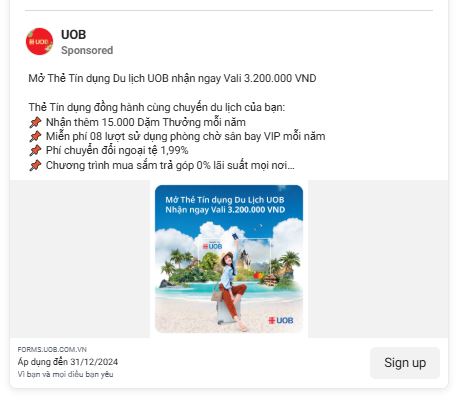 UOB
UOB
Sponsored
Mở Thẻ Tín dụng Du lịch UOB nhận ngay Vali 3.200.000 VND
Thẻ Tín dụng đồng hành cùng chuyến du lịch của bạn:
📌 Nhận thêm 15.000 Dặm Thưởng mỗi năm
📌 Miễn phí 08 lượt sử dụng phòng chờ sân bay VIP mỗi năm
📌 Phí chuyển đổi ngoại tệ 1,99%
📌 Chương trình mua sắm trả góp 0% lãi suất mọi nơi...
Mở Thẻ Tín dụng Du Lịch UOB
Nhận ngay Vali 3.200.000 VND
UOB
UOB
FORMS.UOB.COM.VN
Áp dụng đến 31/12/2024
Vì bạn và mọi điều bạn yêu
Sign up